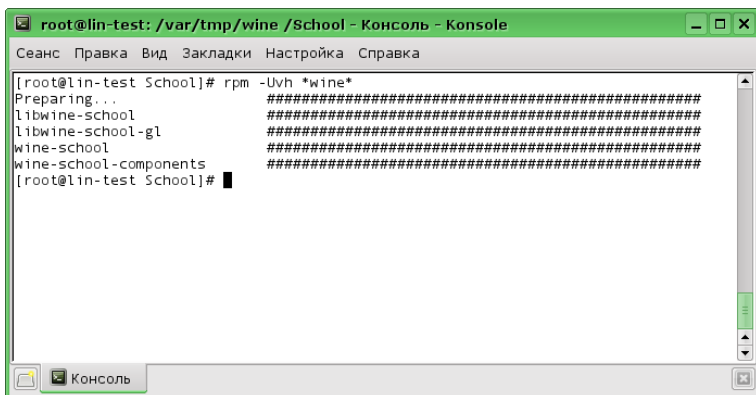 root@lin-test: /var/tmp/wine /School - Консоль - Konsole
Сеанс Правка Вид Закладки Настройка Справка
[root@lin-test School]# rpm -Uvh *wine*
Preparing... ##################################################
libwine-school ##################################################
libwine-school-gl ##################################################
wine-school ##################################################
wine-school-components ##################################################
[root@lin-test School]#
Консоль